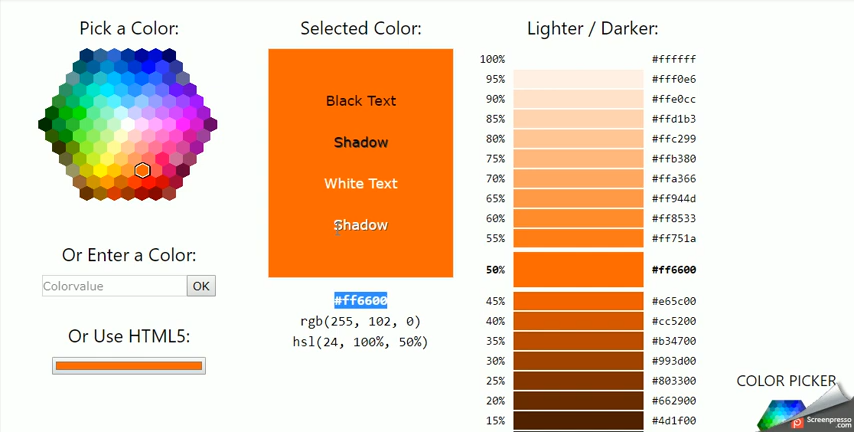 Pick a Color:
Or Enter a Color:
Colorvalue OK
Or Use HTML5:
Selected Color:
Black Text
Shadow
White Text
Shadow
#ff6600
rgb(255, 102, 0)
hsl(24, 100%, 50%)
Lighter / Darker:
100% #ffffff
95% #fff0e6
90% #ffe0cc
85% #ffd1b3
80% #ffc299
75% #ffb380
70% #ffa366
65% #ff944d
60% #ff8533
55% #ff751a
50% #ff6600
45% #e65c00
40% #cc5200
35% #b34700
30% #993d00
25% #803300
20% #662900
15% #4d1f00
COLOR PICKER
Screenpresso
.com